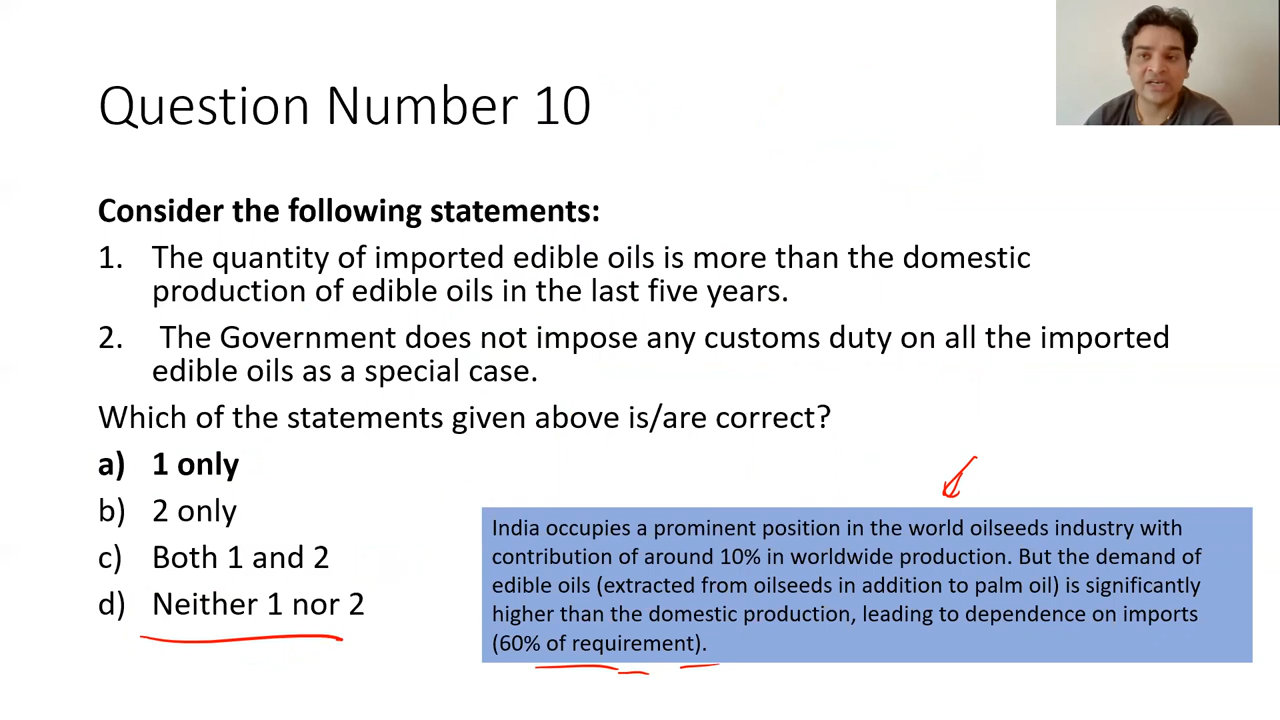 Question Number 10
Consider the following statements:
1. The quantity of imported edible oils is more than the domestic
production of edible oils in the last five years.
2. The Government does not impose any customs duty on all the imported
edible oils as a special case.
Which of the statements given above is/are correct?
a) 1 only
b) 2 only
c) Both 1 and 2
d) Neither 1 nor 2
India occupies a prominent position in the world oilseeds industry with
contribution of around 10% in worldwide production. But the demand of
edible oils (extracted from oilseeds in addition to palm oil) is significantly
higher than the domestic production, leading to dependence on imports
(60% of requirement).